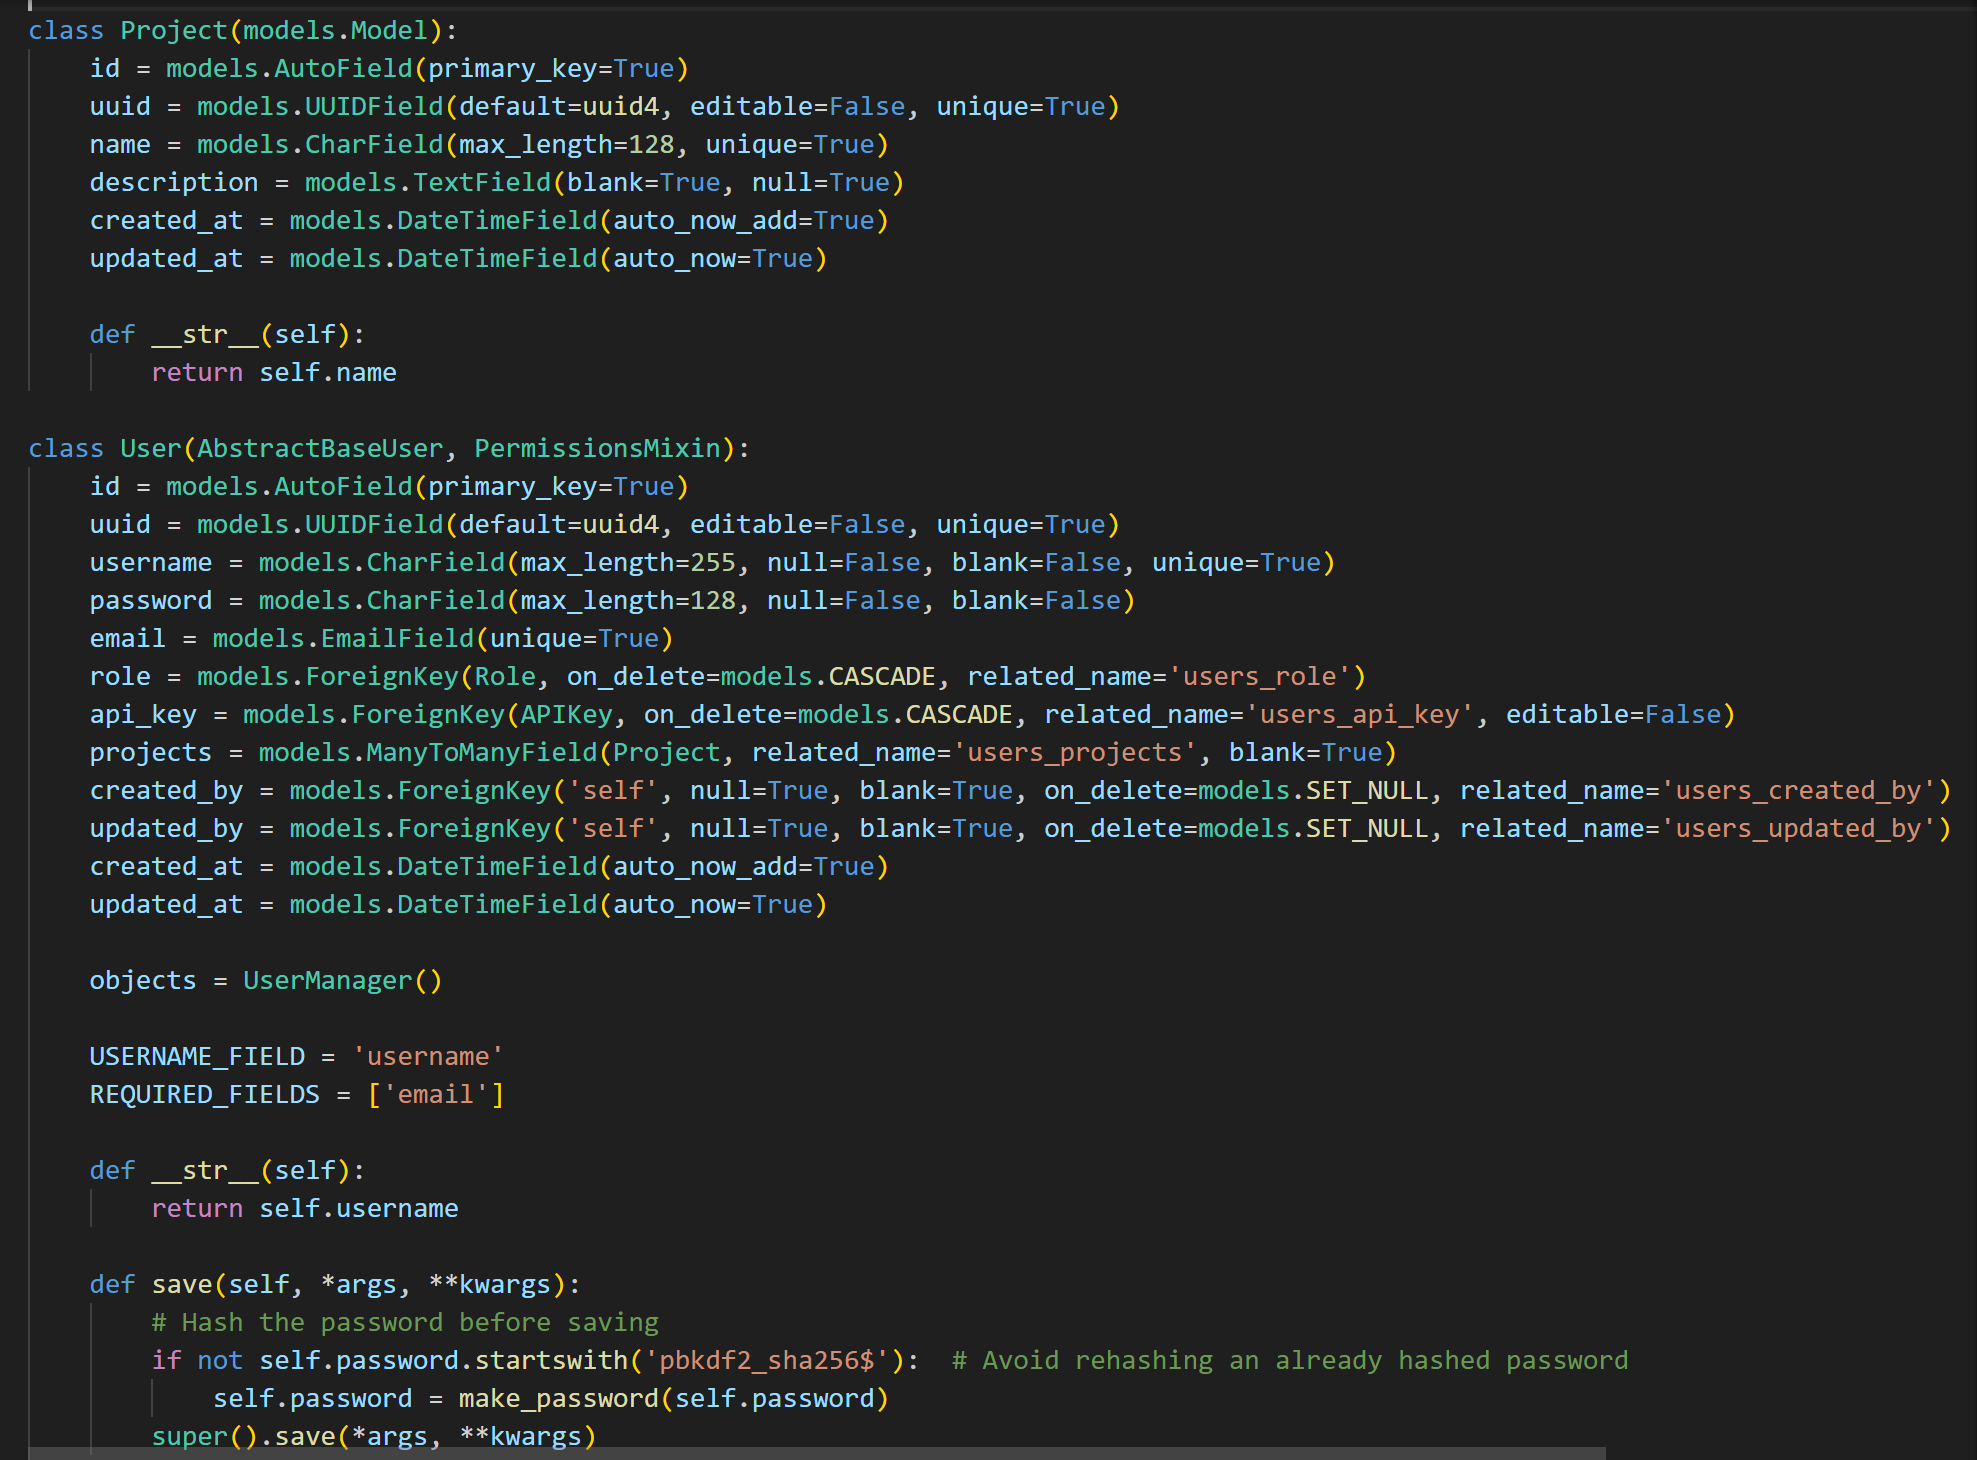 class Project(models.Model):
    id = models.AutoField(primary_key=True)
    uuid = models.UUIDField(default=uuid4, editable=False, unique=True)
    name = models.CharField(max_length=128, unique=True)
    description = models.TextField(blank=True, null=True)
    created_at = models.DateTimeField(auto_now_add=True)
    updated_at = models.DateTimeField(auto_now=True)

    def __str__(self):
        return self.name

class User(AbstractBaseUser, PermissionsMixin):
    id = models.AutoField(primary_key=True)
    uuid = models.UUIDField(default=uuid4, editable=False, unique=True)
    username = models.CharField(max_length=255, null=False, blank=False, unique=True)
    password = models.CharField(max_length=128, null=False, blank=False)
    email = models.EmailField(unique=True)
    role = models.ForeignKey(Role, on_delete=models.CASCADE, related_name='users_role')
    api_key = models.ForeignKey(APIKey, on_delete=models.CASCADE, related_name='users_api_key', editable=False)
    projects = models.ManyToManyField(Project, related_name='users_projects', blank=True)
    created_by = models.ForeignKey('self', null=True, blank=True, on_delete=models.SET_NULL, related_name='users_created_by')
    updated_by = models.ForeignKey('self', null=True, blank=True, on_delete=models.SET_NULL, related_name='users_updated_by')
    created_at = models.DateTimeField(auto_now_add=True)
    updated_at = models.DateTimeField(auto_now=True)

    objects = UserManager()

    USERNAME_FIELD = 'username'
    REQUIRED_FIELDS = ['email']

    def __str__(self):
        return self.username

    def save(self, *args, **kwargs):
        # Hash the password before saving
        if not self.password.startswith('pbkdf2_sha256$'):  # Avoid rehashing an already hashed password
            self.password = make_password(self.password)
        super().save(*args, **kwargs)